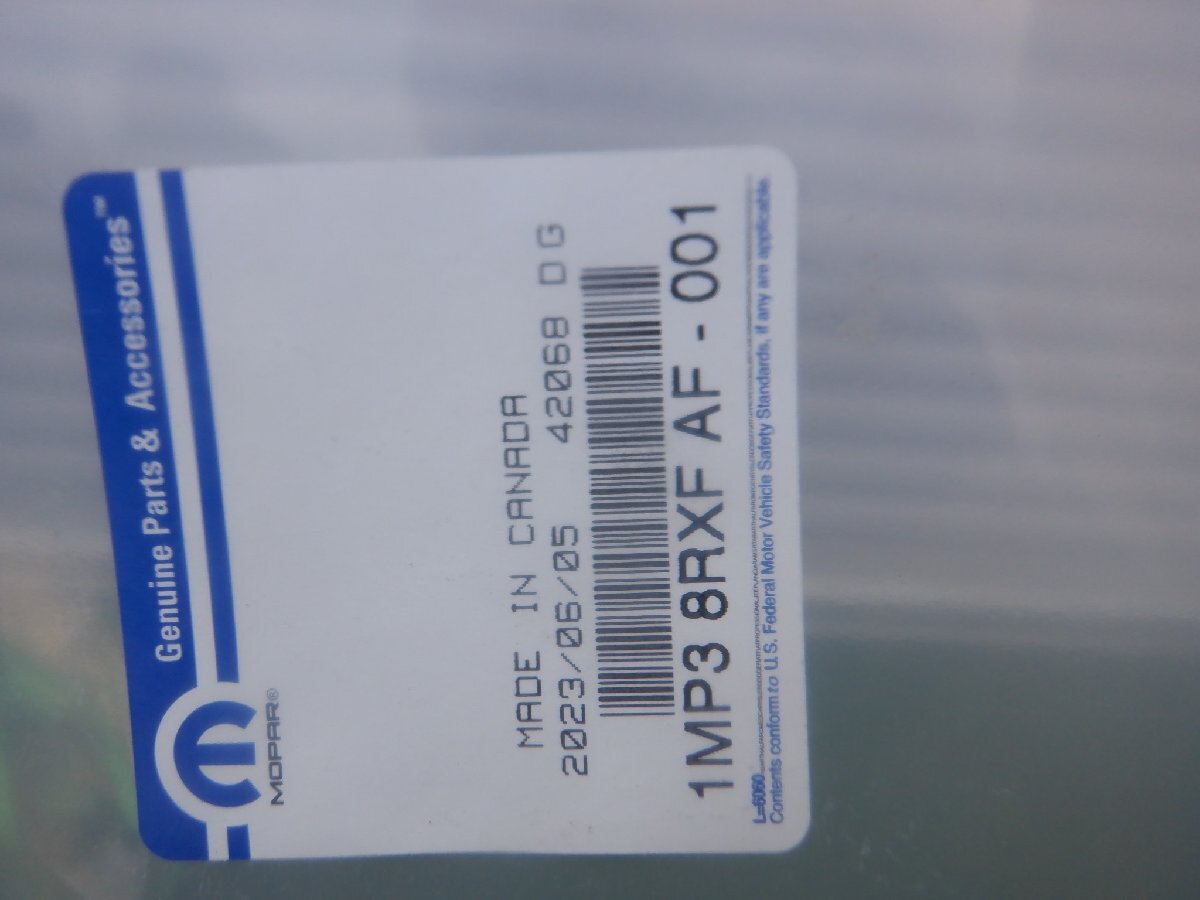 Genuine Parts & Accessories™
MOPAR®
MADE IN CANADA
2023/06/05 42068 DG
1MP3 8RXF AF - 001
L=6060
Contents conform to U.S. Federal Motor Vehicle Safety Standards, if any are applicable.